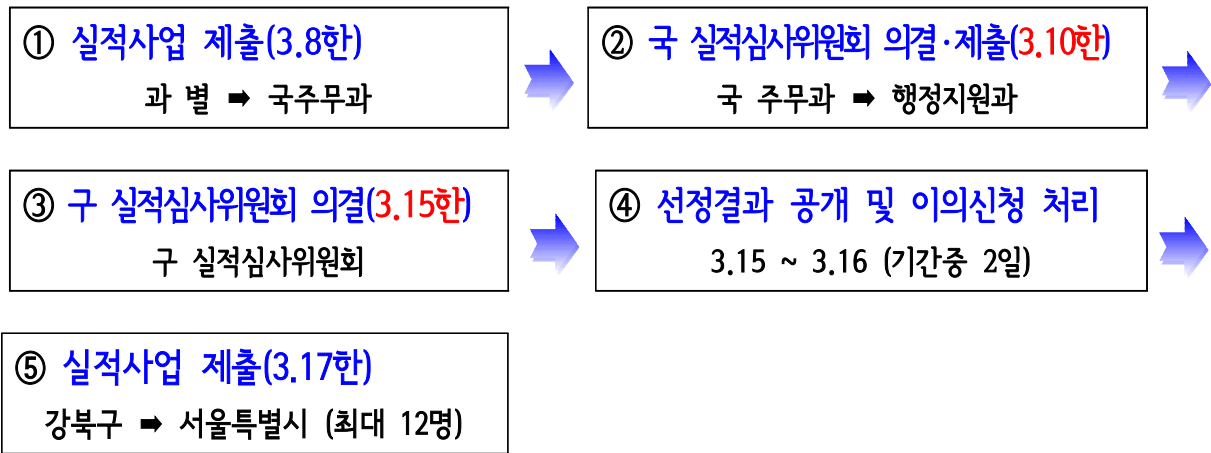 ① 실적사업 제출(3.8한)
과 별 ➡ 국주무과
② 국 실적심사위원회 의결·제출(3.10한)
국 주무과 ➡ 행정지원과
③ 구 실적심사위원회 의결(3.15한)
구 실적심사위원회
④ 선정결과 공개 및 이의신청 처리
3.15 ~ 3.16 (기간중 2일)
⑤ 실적사업 제출(3.17한)
강북구 ➡ 서울특별시 (최대 12명)